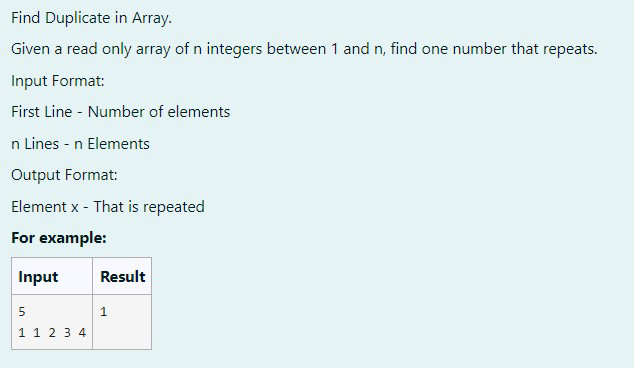 Find Duplicate in Array.
Given a read only array of n integers between 1 and n, find one number that repeats.
Input Format:
First Line - Number of elements
n Lines - n Elements
Output Format:
Element x - That is repeated
For example:
Input Result
5 1
1 1 2 3 4